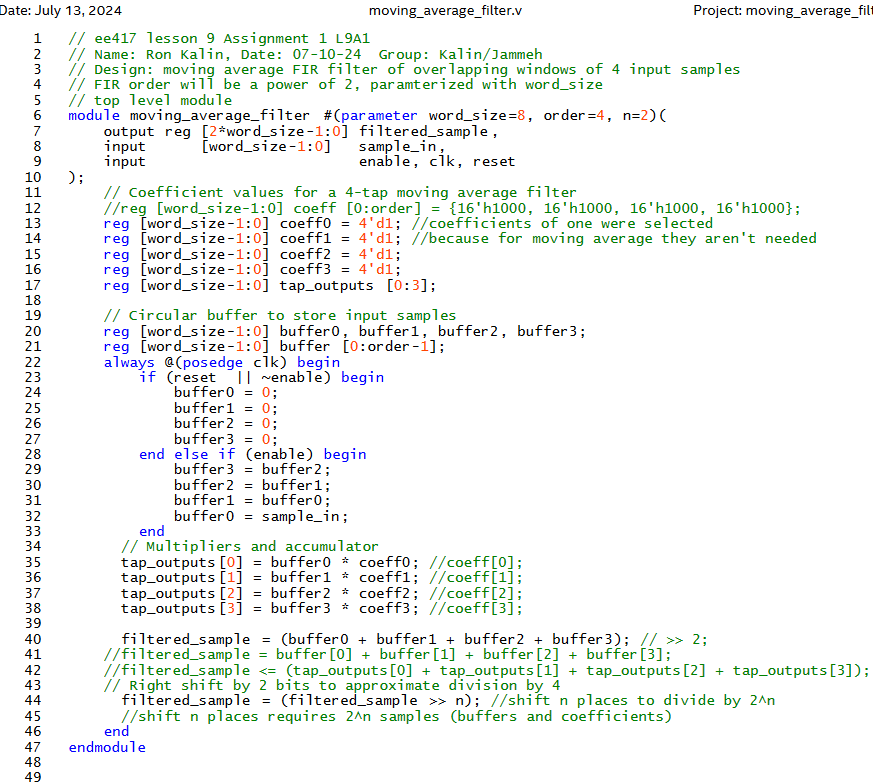 Date: July 13, 2024 moving_average_filter.v Project: moving_average_filt
1 // ee417 lesson 9 Assignment 1 L9A1
2 // Name: Ron Kalin, Date: 07-10-24  Group: Kalin/Jammeh
3 // Design: moving average FIR filter of overlapping windows of 4 input samples
4 // FIR order will be a power of 2, paramterized with word_size
5 // top level module
6 module moving_average_filter #(parameter word_size=8, order=4, n=2)(
7     output reg [2*word_size-1:0] filtered_sample,
8     input      [word_size-1:0]   sample_in,
9     input                        enable, clk, reset
10 );
11     // Coefficient values for a 4-tap moving average filter
12     //reg [word_size-1:0] coeff [0:order] = {16'h1000, 16'h1000, 16'h1000, 16'h1000};
13     reg [word_size-1:0] coeff0 = 4'd1; //coefficients of one were selected
14     reg [word_size-1:0] coeff1 = 4'd1; //because for moving average they aren't needed
15     reg [word_size-1:0] coeff2 = 4'd1;
16     reg [word_size-1:0] coeff3 = 4'd1;
17     reg [word_size-1:0] tap_outputs [0:3];
18
19     // Circular buffer to store input samples
20     reg [word_size-1:0] buffer0, buffer1, buffer2, buffer3;
21     reg [word_size-1:0] buffer [0:order-1];
22     always @(posedge clk) begin
23         if (reset  || ~enable) begin
24             buffer0 = 0;
25             buffer1 = 0;
26             buffer2 = 0;
27             buffer3 = 0;
28         end else if (enable) begin
29             buffer3 = buffer2;
30             buffer2 = buffer1;
31             buffer1 = buffer0;
32             buffer0 = sample_in;
33         end
34       // Multipliers and accumulator
35       tap_outputs[0] = buffer0 * coeff0; //coeff[0];
36       tap_outputs[1] = buffer1 * coeff1; //coeff[1];
37       tap_outputs[2] = buffer2 * coeff2; //coeff[2];
38       tap_outputs[3] = buffer3 * coeff3; //coeff[3];
39
40       filtered_sample = (buffer0 + buffer1 + buffer2 + buffer3); // >> 2;
41     //filtered_sample = buffer[0] + buffer[1] + buffer[2] + buffer[3];
42     //filtered_sample <= (tap_outputs[0] + tap_outputs[1] + tap_outputs[2] + tap_outputs[3]);
43     // Right shift by 2 bits to approximate division by 4
44       filtered_sample = (filtered_sample >> n); //shift n places to divide by 2^n
45       //shift n places requires 2^n samples (buffers and coefficients)
46     end
47 endmodule
48
49